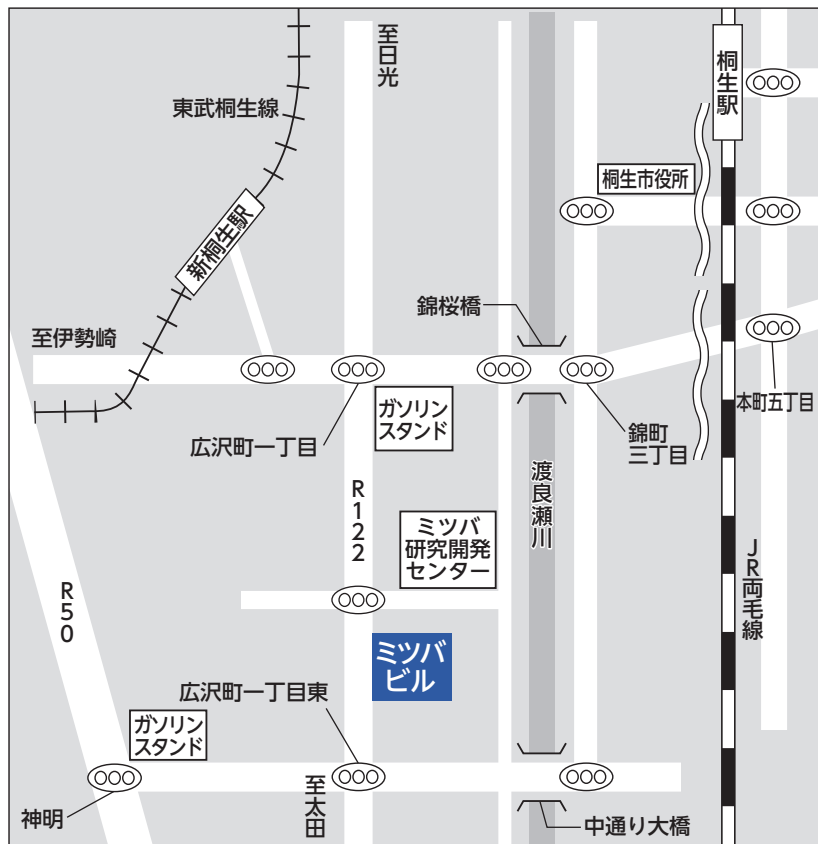 至日光
桐生駅
東武桐生線
桐生市役所
新桐生駅
錦桜橋
至伊勢崎
ガソリン
スタンド
本町五丁目
広沢町一丁目
錦町
三丁目
渡良瀬川
R122
ミツバ
研究開発
センター
JR両毛線
R50
ミツバ
ビル
広沢町一丁目東
ガソリン
スタンド
至太田
神明
中通り大橋